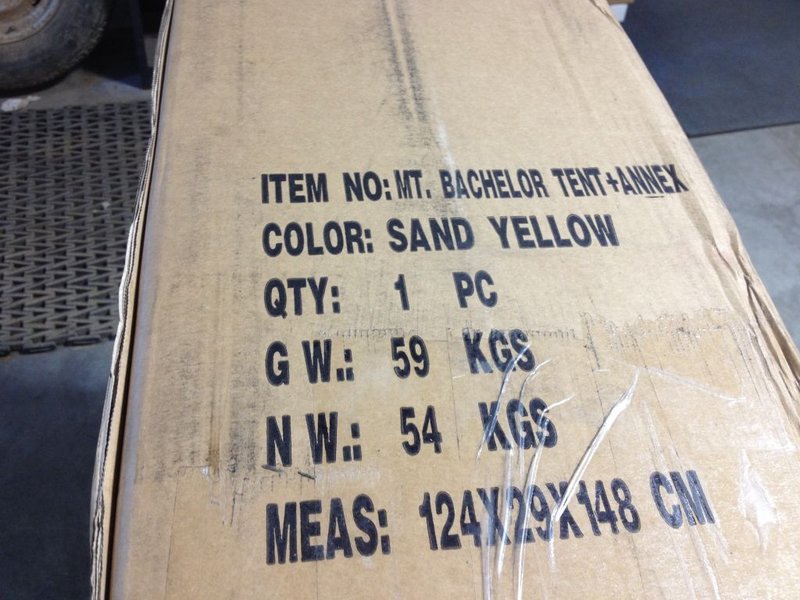 ITEM NO: MT. BACHELOR TENT+ANNEX
COLOR: SAND YELLOW
QTY: 1 PC
G W.: 59 KGS
N W.: 54 KGS
MEAS: 124X29X148 CM